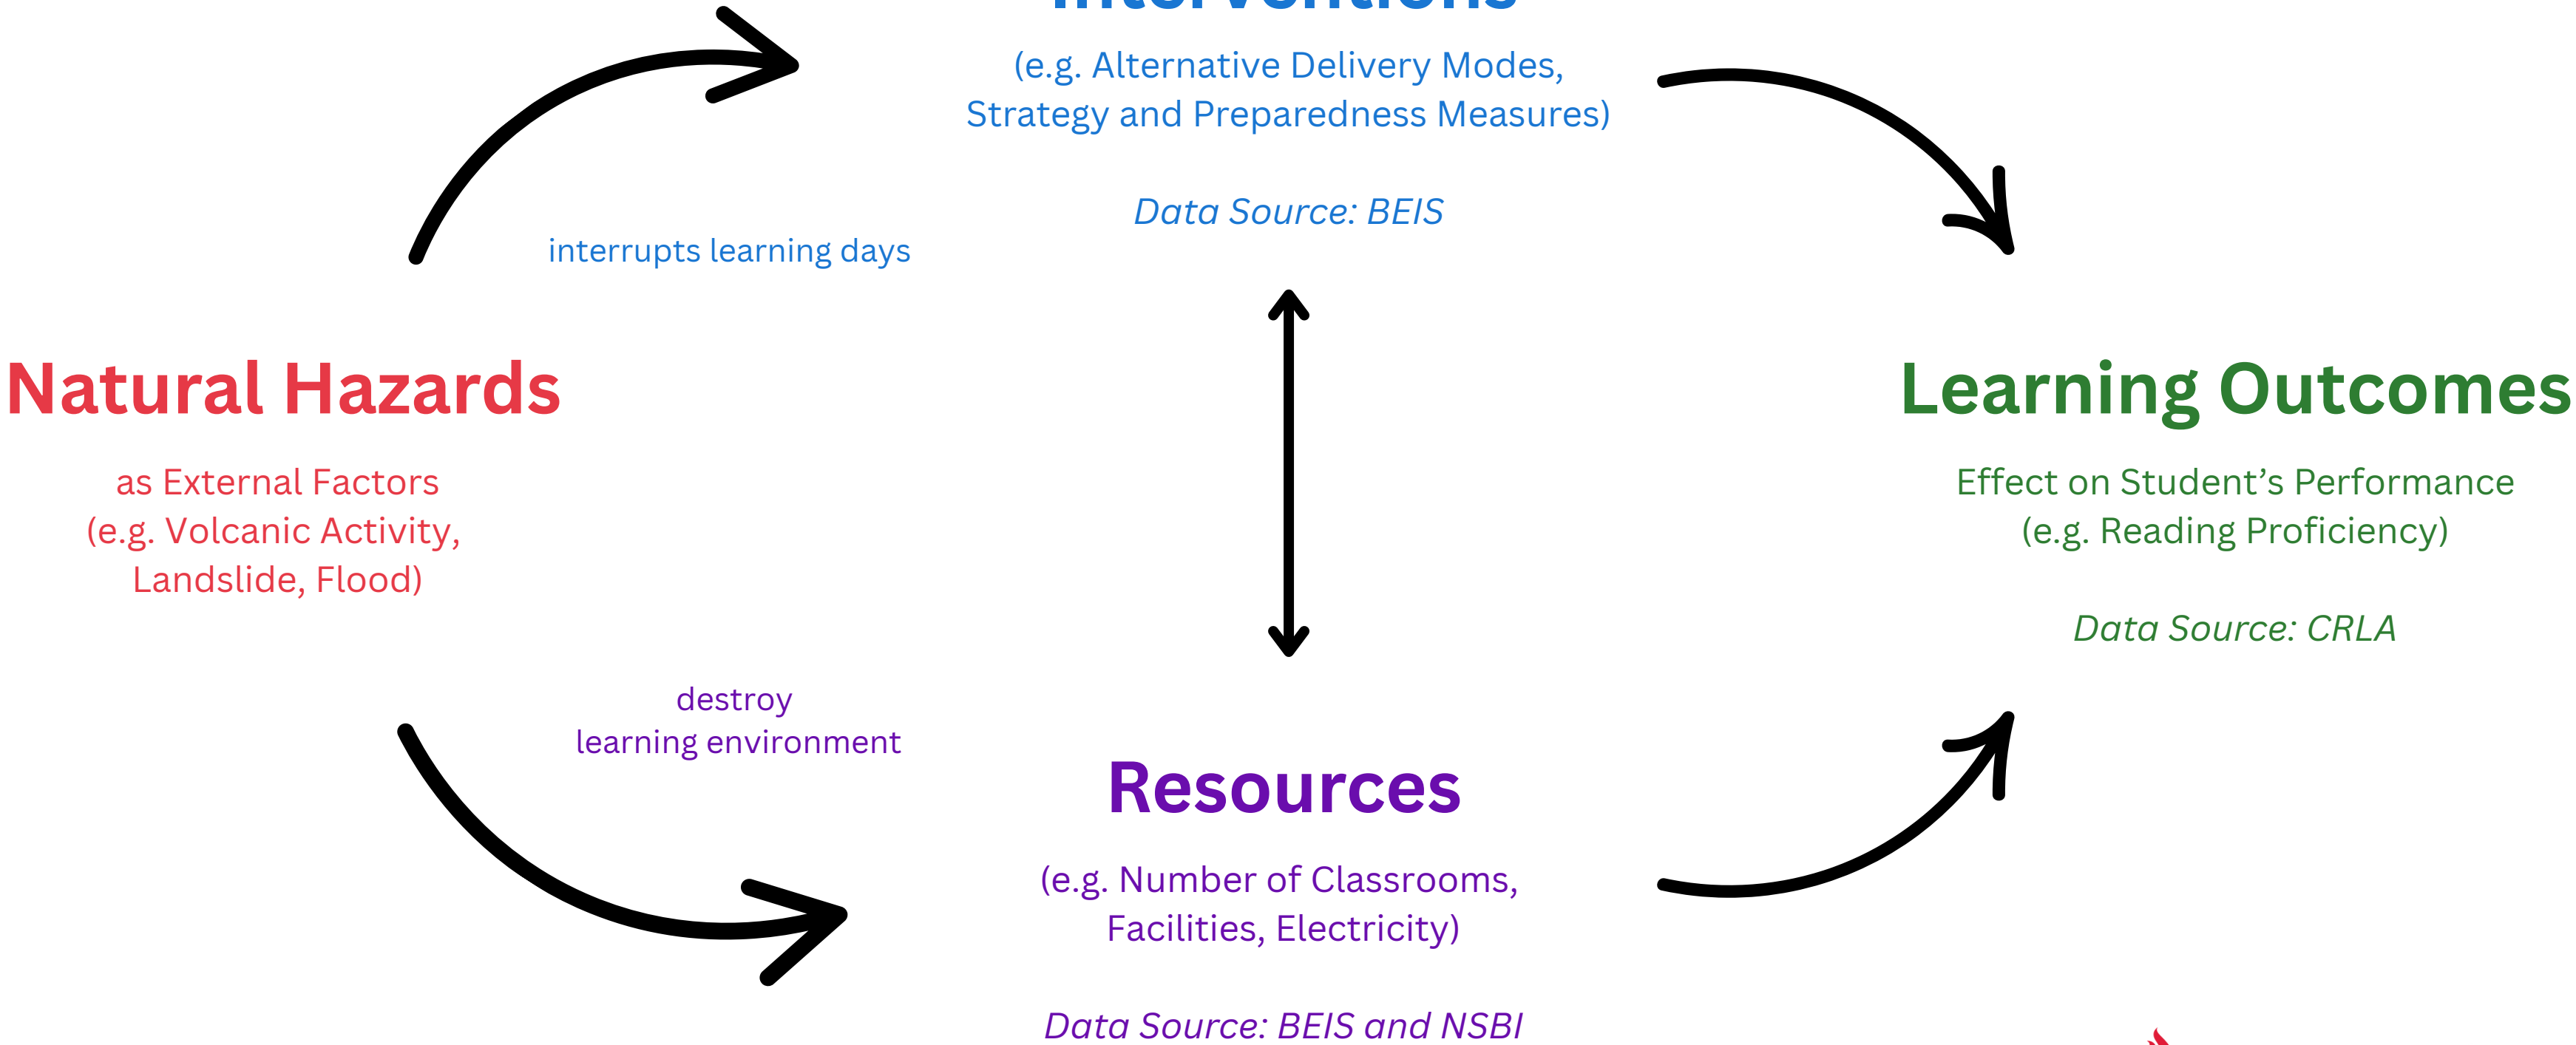 Interventions
(e.g. Alternative Delivery Modes,
Strategy and Preparedness Measures)
Data Source: BEIS
interrupts learning days
Natural Hazards
as External Factors
(e.g. Volcanic Activity,
Landslide, Flood)
Learning Outcomes
Effect on Student’s Performance
(e.g. Reading Proficiency)
Data Source: CRLA
destroy
learning environment
Resources
(e.g. Number of Classrooms,
Facilities, Electricity)
Data Source: BEIS and NSBI